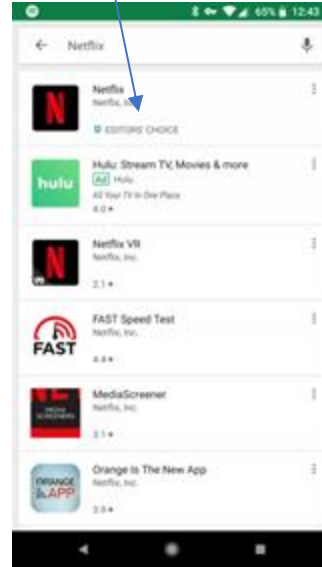 65% 12:43
Netflix
N
Netflix
Netflix, Inc.
EDITORS' CHOICE
hulu
Hulu: Stream TV, Movies & more
Ad Hulu
All Your TV In One Place
4.0
N
Netflix VR
Netflix, Inc.
FAST
FAST Speed Test
Netflix, Inc.
4.4
MEDIA
MediaScreener
Netflix, Inc.
3.1
ORANGE
APP
Orange Is The New App
Netflix, Inc.
3.9